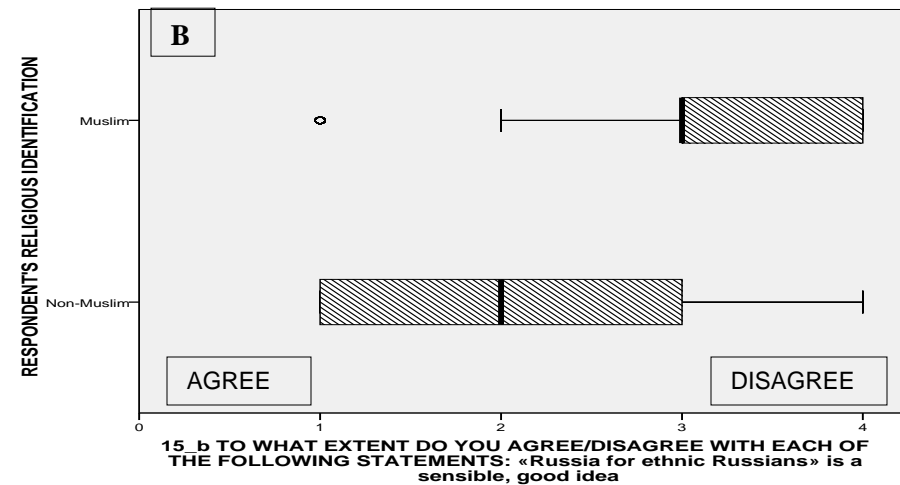 B
RESPONDENT'S RELIGIOUS IDENTIFICATION
Muslim
Non-Muslim
AGREE
DISAGREE
0 1 2 3 4
15_b TO WHAT EXTENT DO YOU AGREE/DISAGREE WITH EACH OF
THE FOLLOWING STATEMENTS: «Russia for ethnic Russians» is a
sensible, good idea